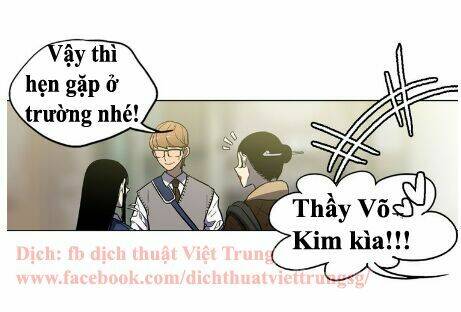 Vậy thì
hẹn gặp ở
trường nhé!
Thầy Võ
Kim kìa!!!
Dịch: fb dịch thuật Việt Trung
www.facebook.com/dichthuatviettrungsg/